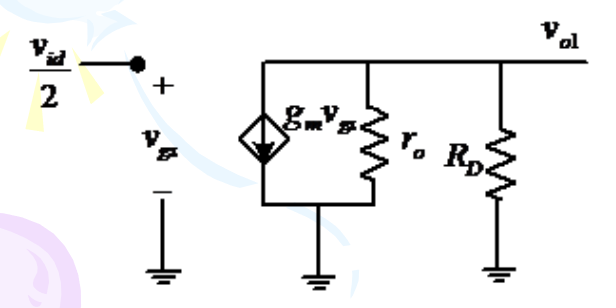 v_o1
v_id/2
+
g_m v_gs
v_gs
r_o
R_D
−